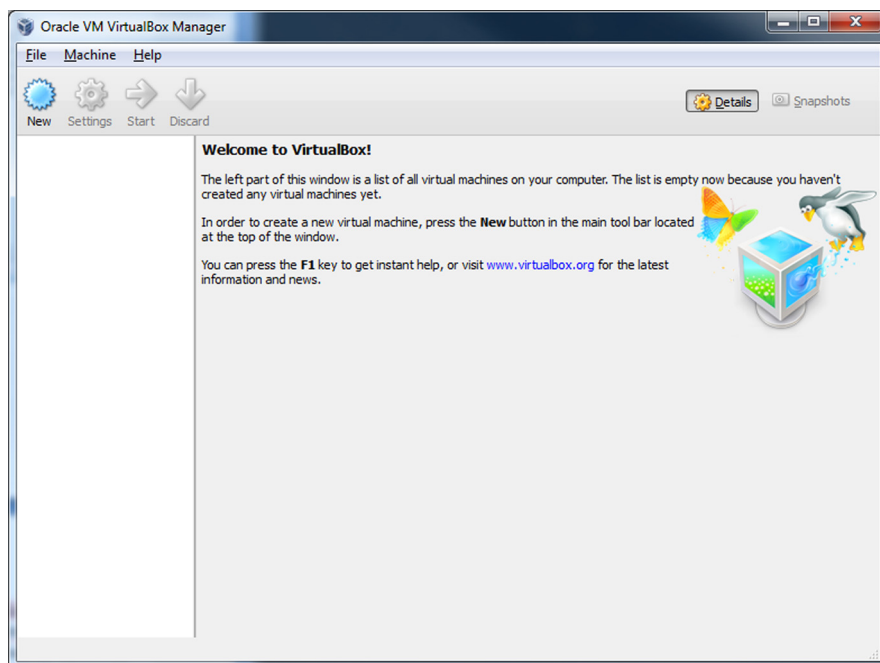 Oracle VM VirtualBox Manager
File Machine Help
New Settings Start Discard
Details Snapshots
Welcome to VirtualBox!
The left part of this window is a list of all virtual machines on your computer. The list is empty now because you haven't
created any virtual machines yet.
In order to create a new virtual machine, press the New button in the main tool bar located
at the top of the window.
You can press the F1 key to get instant help, or visit www.virtualbox.org for the latest
information and news.